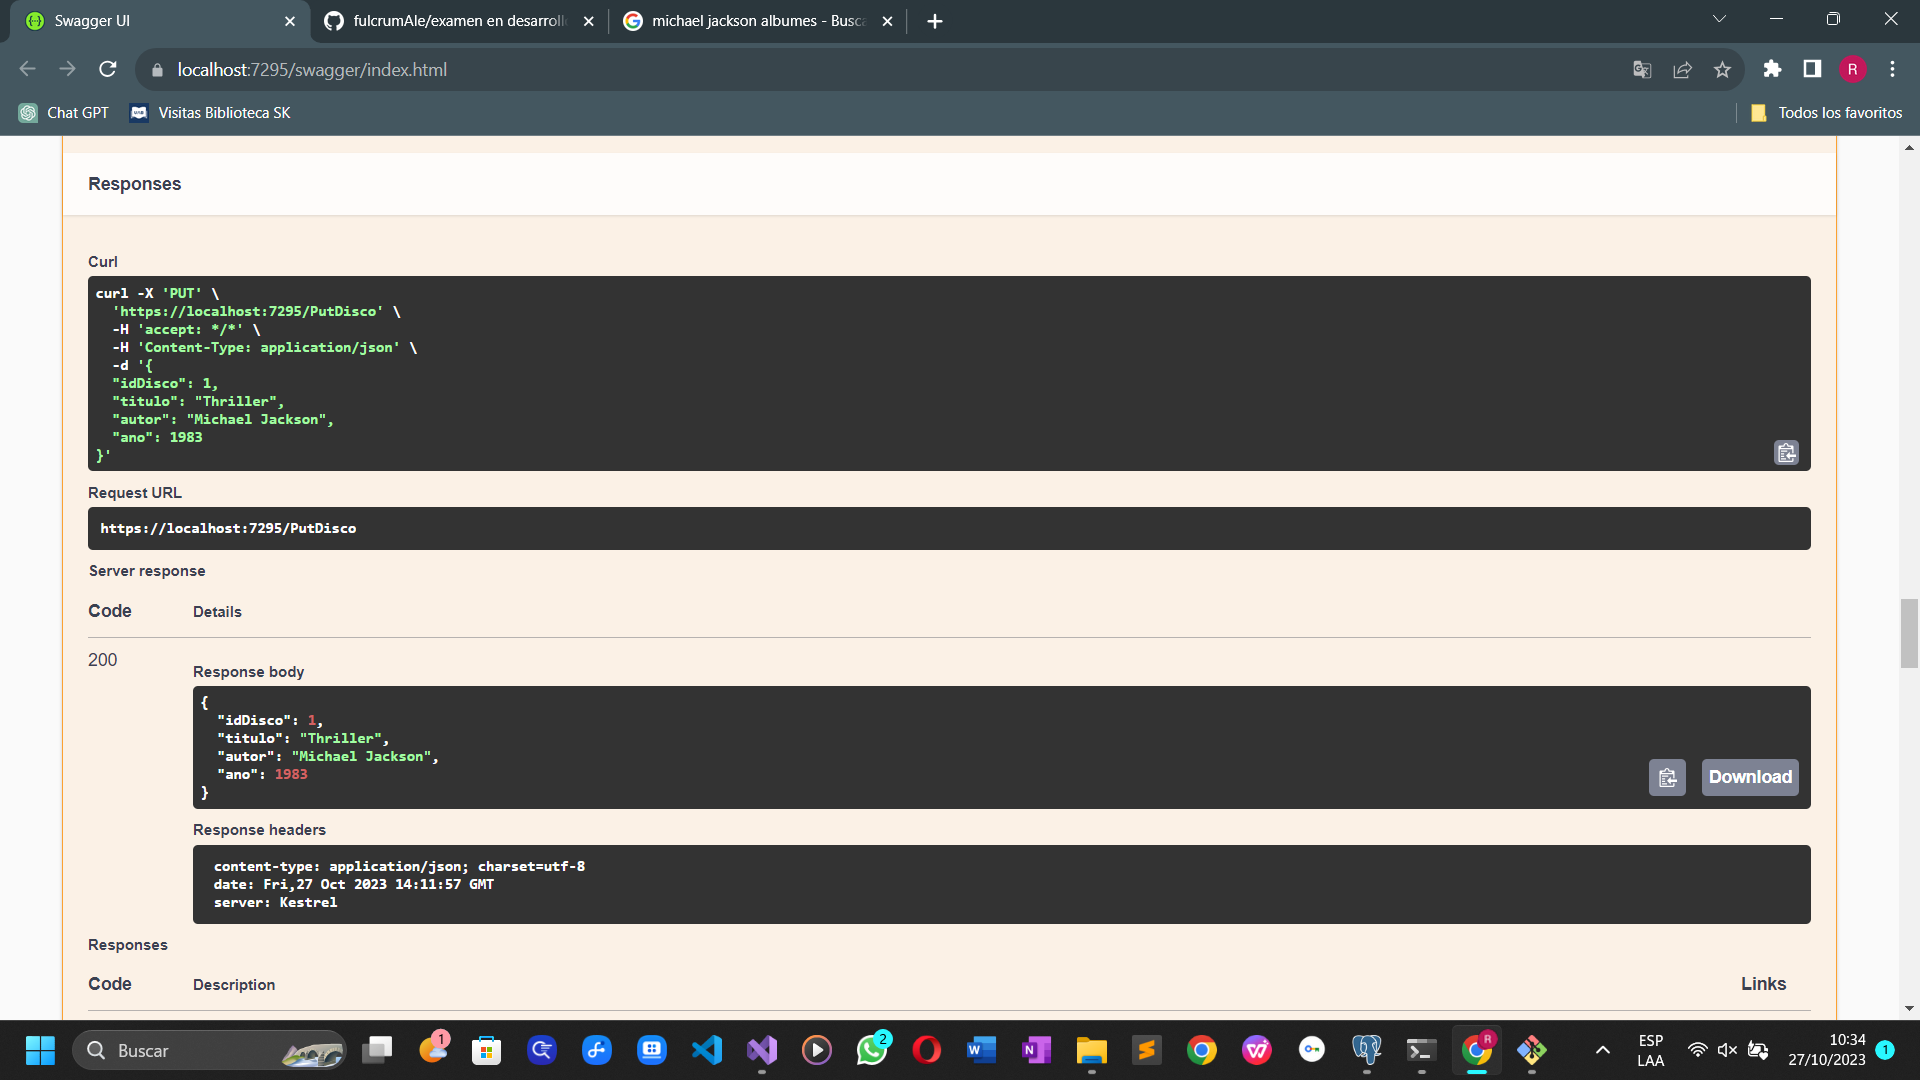 Swagger UI
fulcrumAle/examen en desarroll
michael jackson albumes - Busca
localhost:7295/swagger/index.html
R
Chat GPT
Visitas Biblioteca SK
Todos los favoritos
Responses
Curl
curl -X 'PUT' \
'https://localhost:7295/PutDisco' \
-H 'accept: */*' \
-H 'Content-Type: application/json' \
-d '{
"idDisco": 1,
"titulo": "Thriller",
"autor": "Michael Jackson",
"ano": 1983
}'
Request URL
https://localhost:7295/PutDisco
Server response
Code Details
200
Response body
{
"idDisco": 1,
"titulo": "Thriller",
"autor": "Michael Jackson",
"ano": 1983
}
Download
Response headers
content-type: application/json; charset=utf-8
date: Fri,27 Oct 2023 14:11:57 GMT
server: Kestrel
Responses
Code Description Links
Buscar
1
2
R
ESP
LAA
10:34
27/10/2023
1